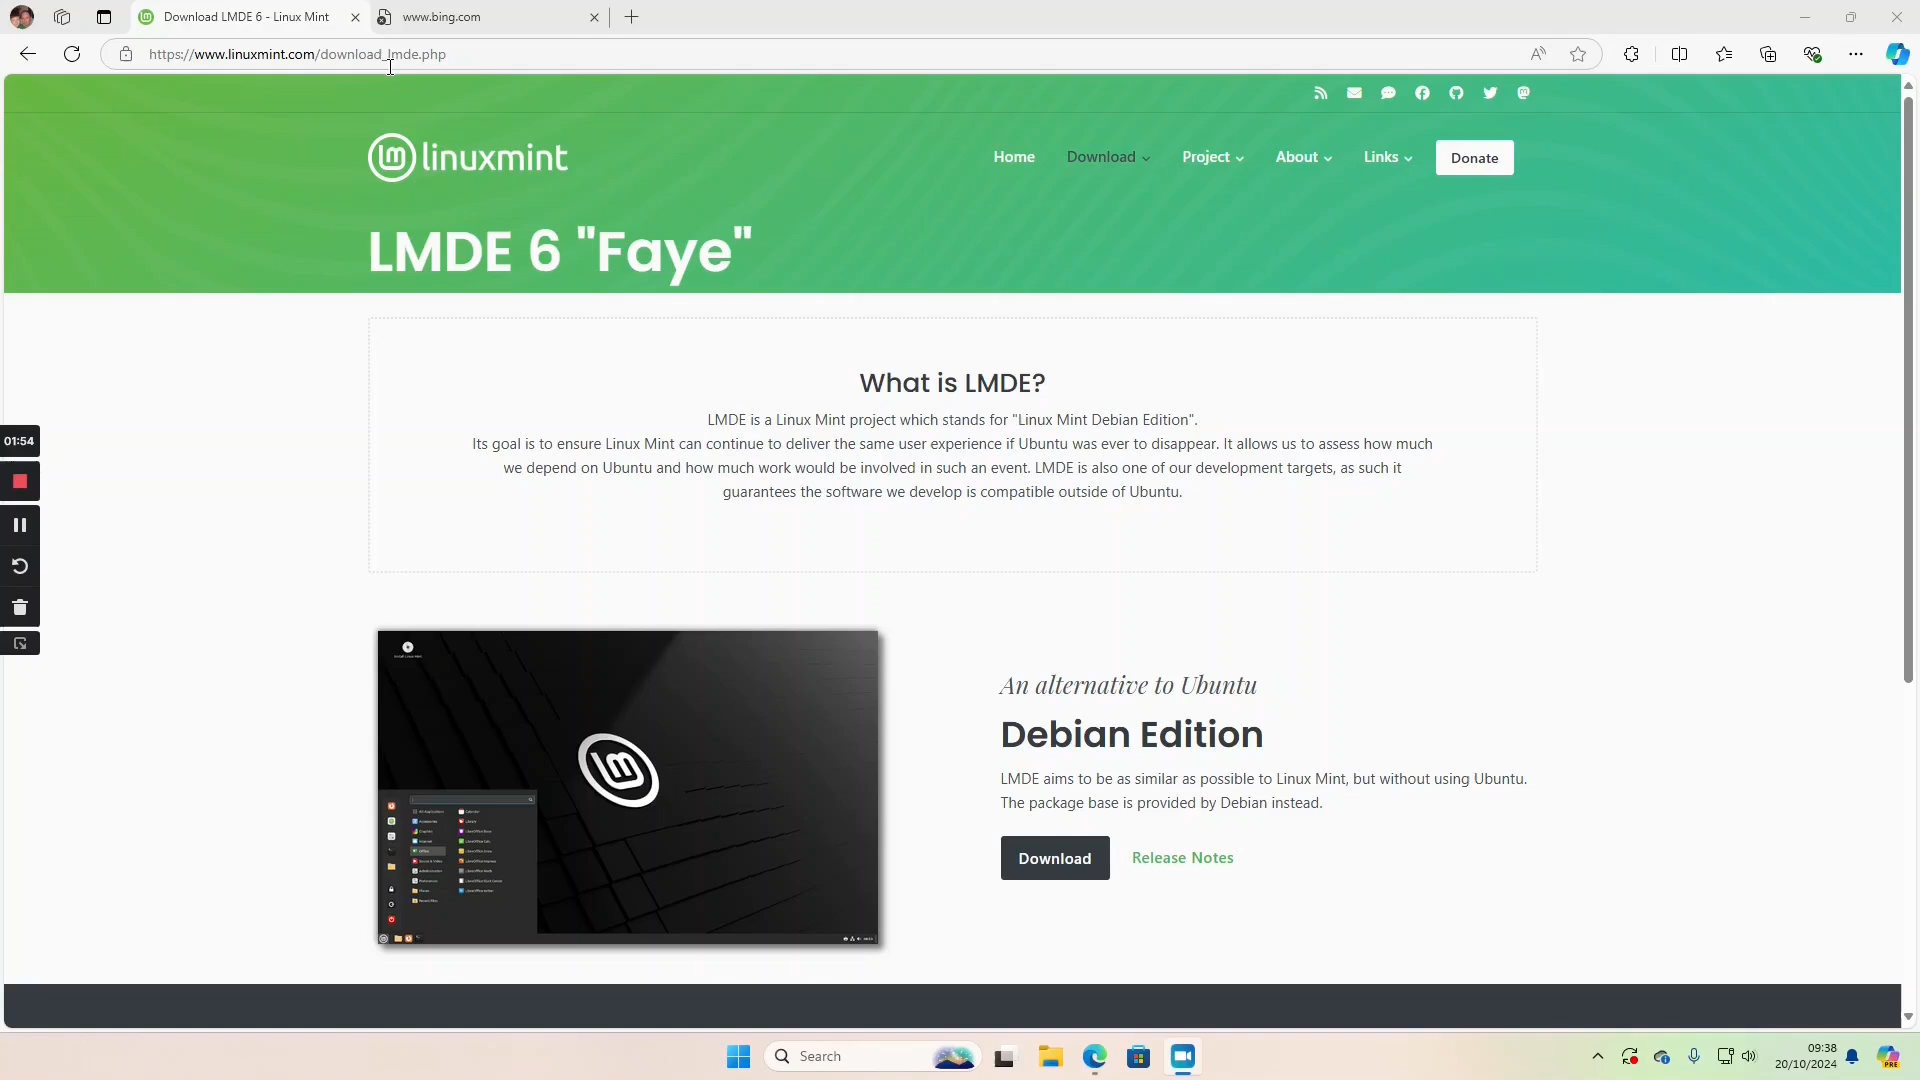 Download LMDE 6 - Linux Mint
www.bing.com
https://www.linuxmint.com/download_lmde.php
linuxmint
Home
Download
Project
About
Links
Donate
LMDE 6 "Faye"
What is LMDE?
LMDE is a Linux Mint project which stands for "Linux Mint Debian Edition".
Its goal is to ensure Linux Mint can continue to deliver the same user experience if Ubuntu was ever to disappear. It allows us to assess how much
we depend on Ubuntu and how much work would be involved in such an event. LMDE is also one of our development targets, as such it
guarantees the software we develop is compatible outside of Ubuntu.
01:54
An alternative to Ubuntu
Debian Edition
LMDE aims to be as similar as possible to Linux Mint, but without using Ubuntu.
The package base is provided by Debian instead.
Download
Release Notes
Search
09:38
20/10/2024
PRE